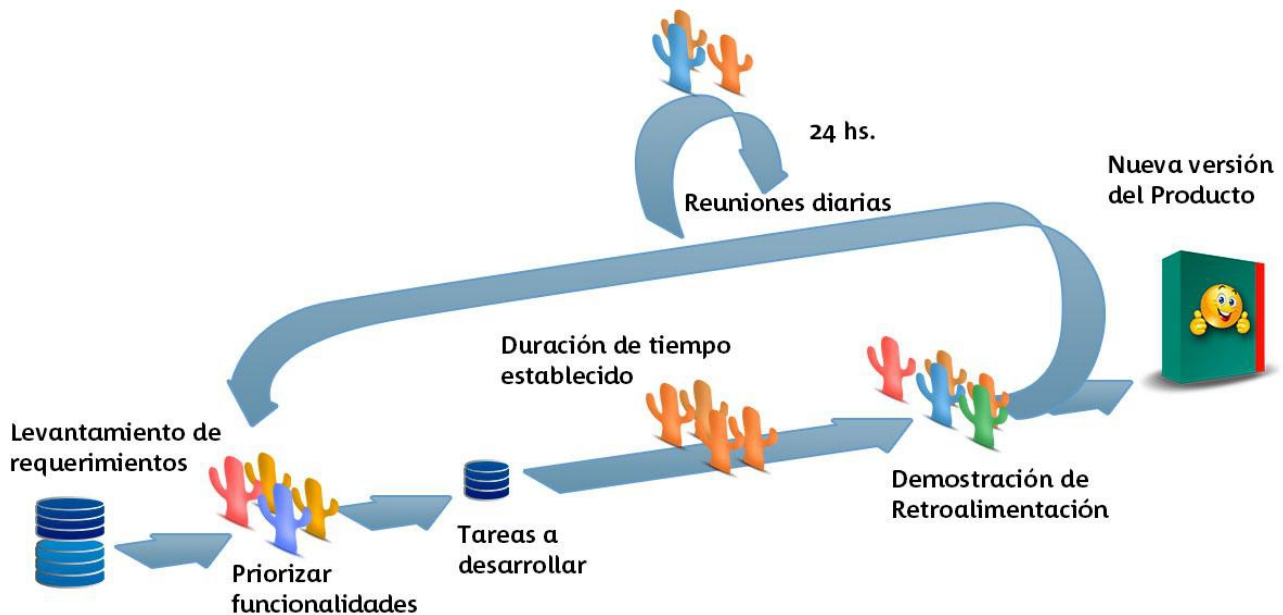 24 hs.
Reuniones diarias
Nueva versión
del Producto
Duración de tiempo
establecido
Levantamiento de
requerimientos
Priorizar
funcionalidades
Tareas a
desarrollar
Demostración de
Retroalimentación